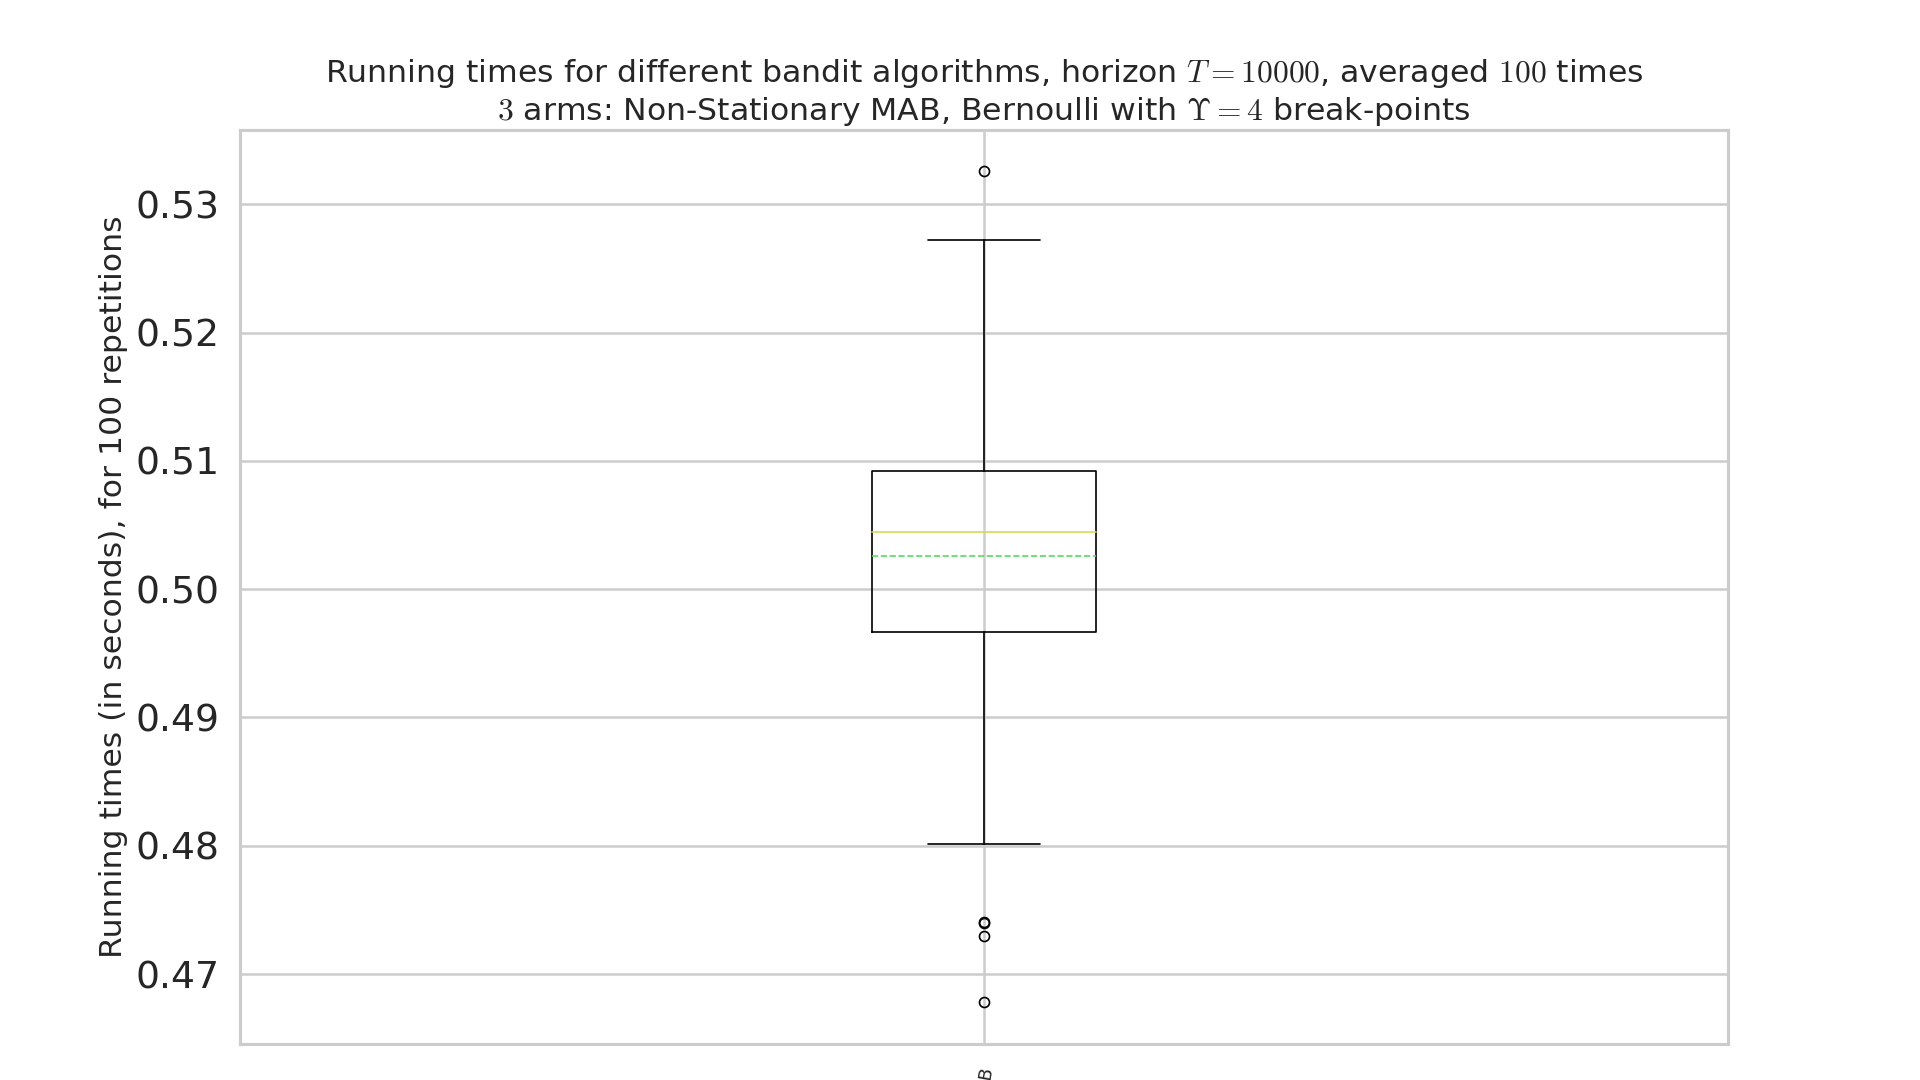 Running times for different bandit algorithms, horizon T = 10000, averaged 100 times
3 arms: Non-Stationary MAB, Bernoulli with Υ = 4 break-points
Running times (in seconds), for 100 repetitions
0.53
0.52
0.51
0.50
0.49
0.48
0.47
B